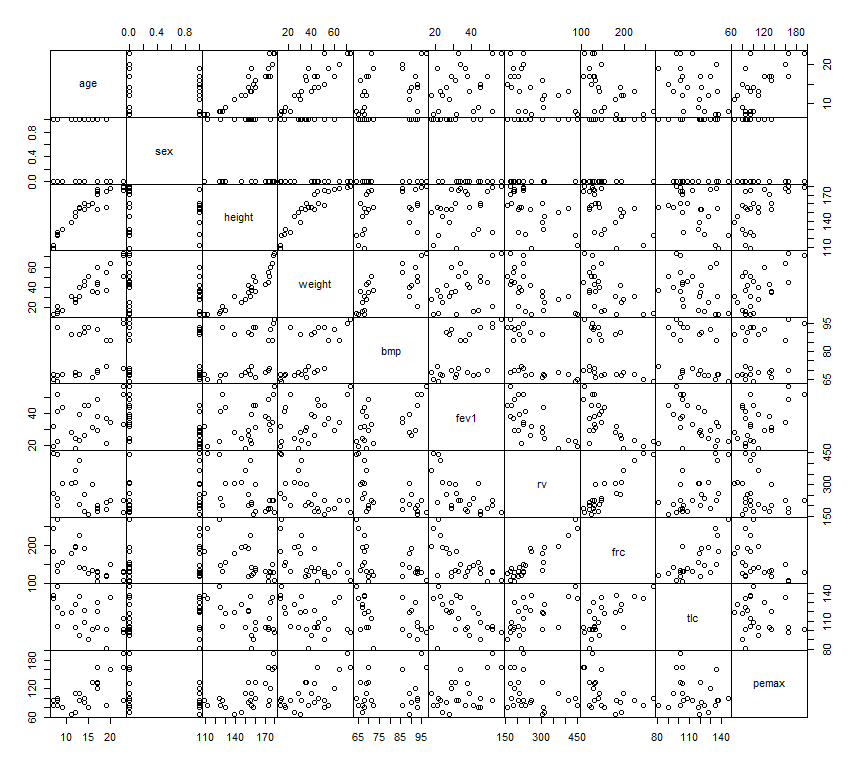 0.0 0.4 0.8 20 40 60 20 40 100 200 60 120 180
age
10 20
0.0 0.4 0.8
sex
height
110 140 170
20 40 60
weight
bmp
65 80 95
20 40
fev1
rv
150 300 450
100 200
frc
tlc
80 110 140
60 120 180
pemax
10 15 20 110 140 170 65 75 85 95 150 300 450 80 110 140